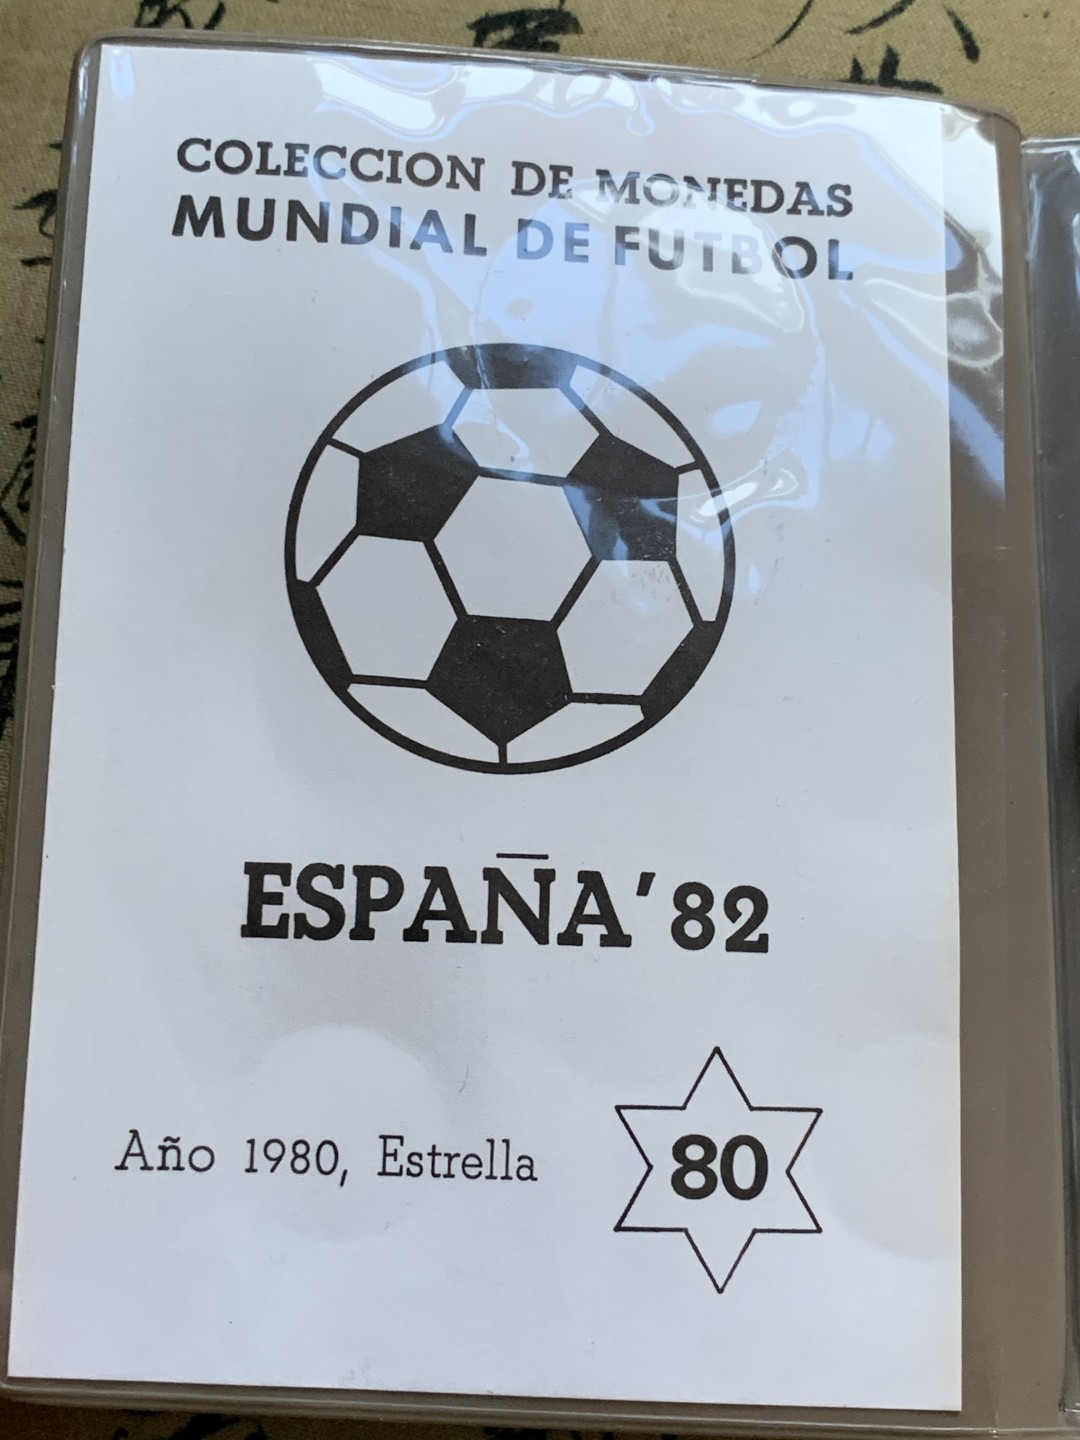 COLECCION DE MONEDAS
MUNDIAL DE FUTBOL
ESPAÑA'82
Año 1980, Estrella
80